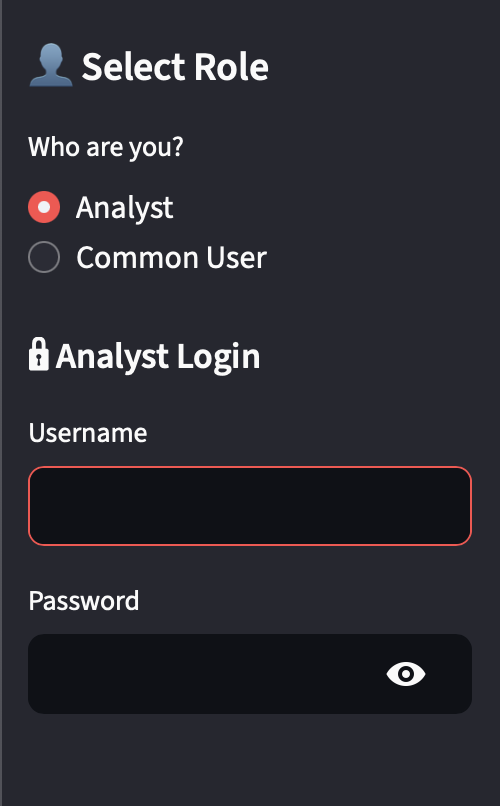 Select Role
Who are you?
Analyst
Common User
Analyst Login
Username
Password